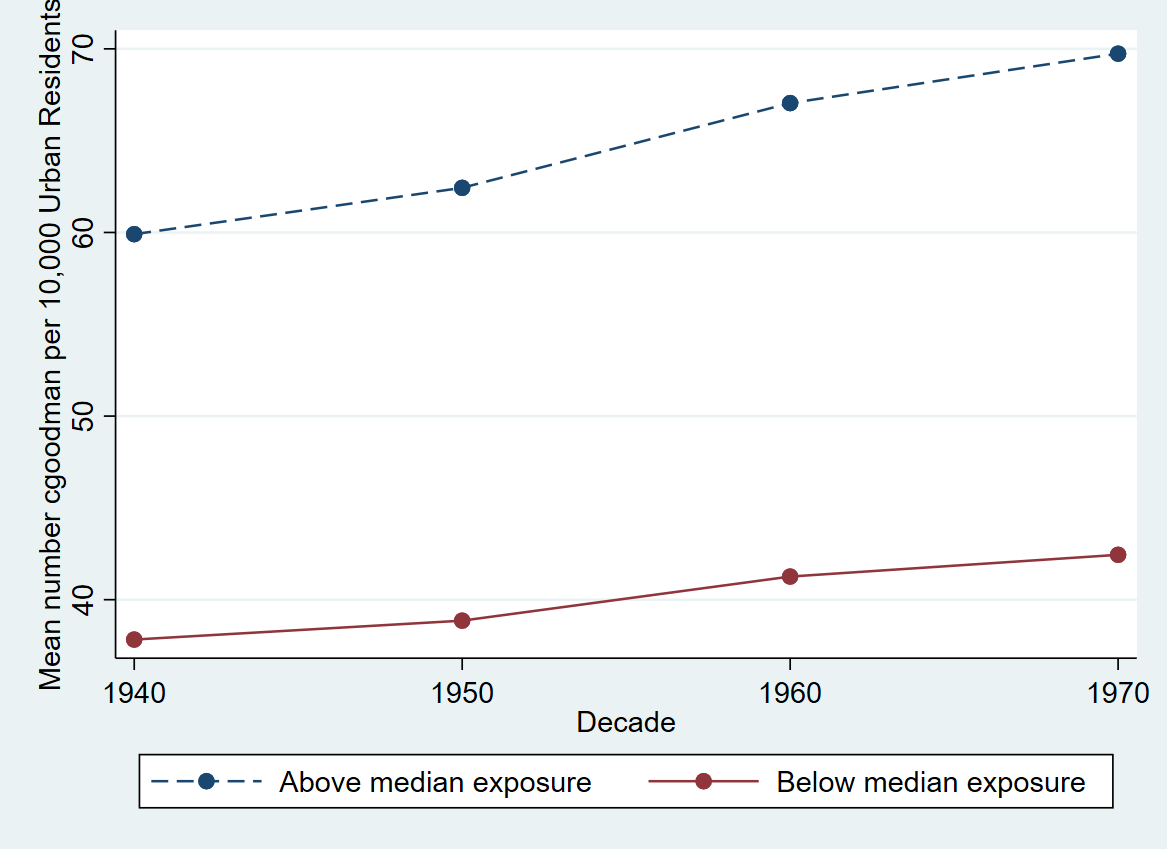 Mean number cgoodman per 10,000 Urban Residents
70
60
50
40
1940 1950 1960 1970
Decade
Above median exposure Below median exposure